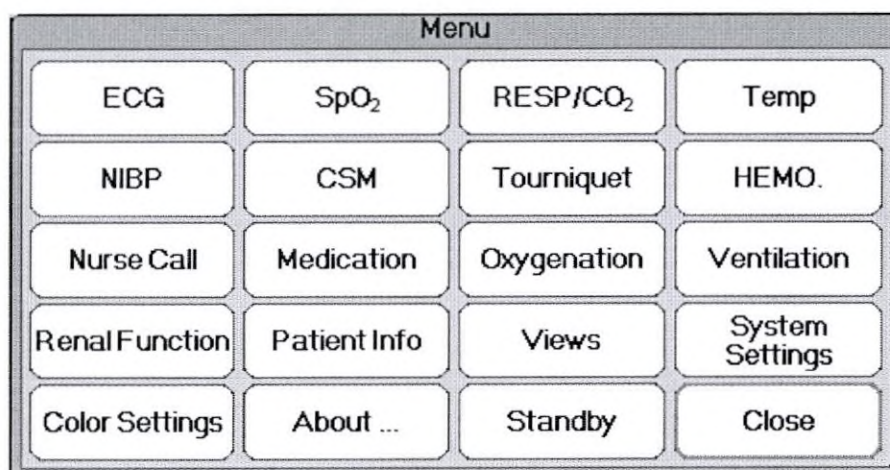 Menu
ECG
SpO₂
RESP/CO₂
Temp
NIBP
CSM
Tourniquet
HEMO.
Nurse Call
Medication
Oxygenation
Ventilation
Renal Function
Patient Info
Views
System
Settings
Color Settings
About ...
Standby
Close